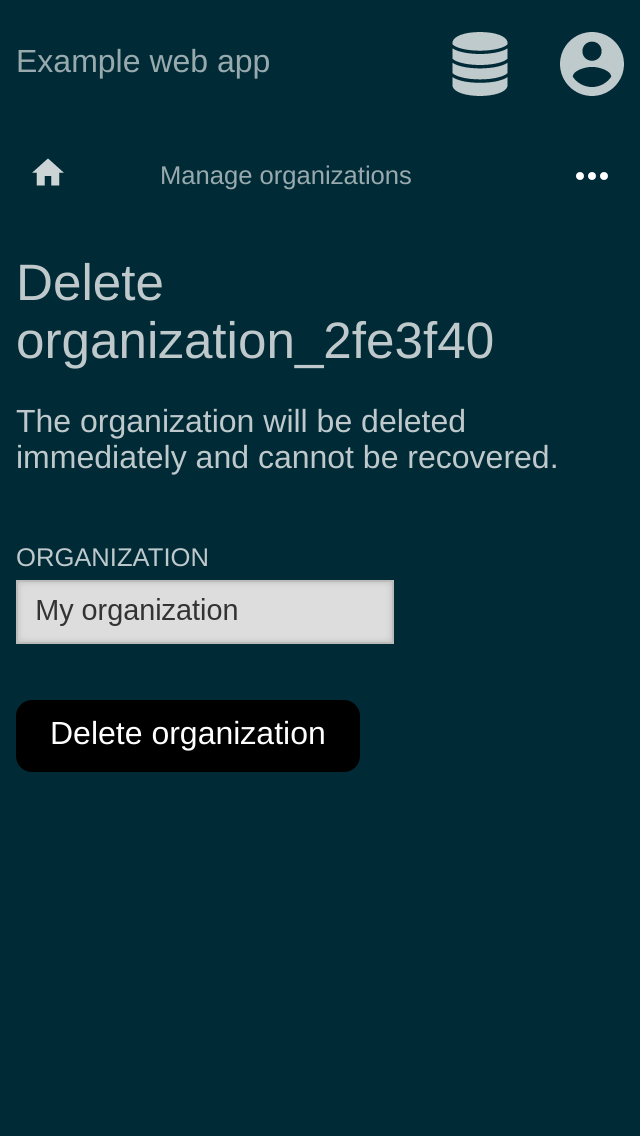 Example web app
Manage organizations
Delete
organization_2fe3f40
The organization will be deleted
immediately and cannot be recovered.
ORGANIZATION
My organization
Delete organization